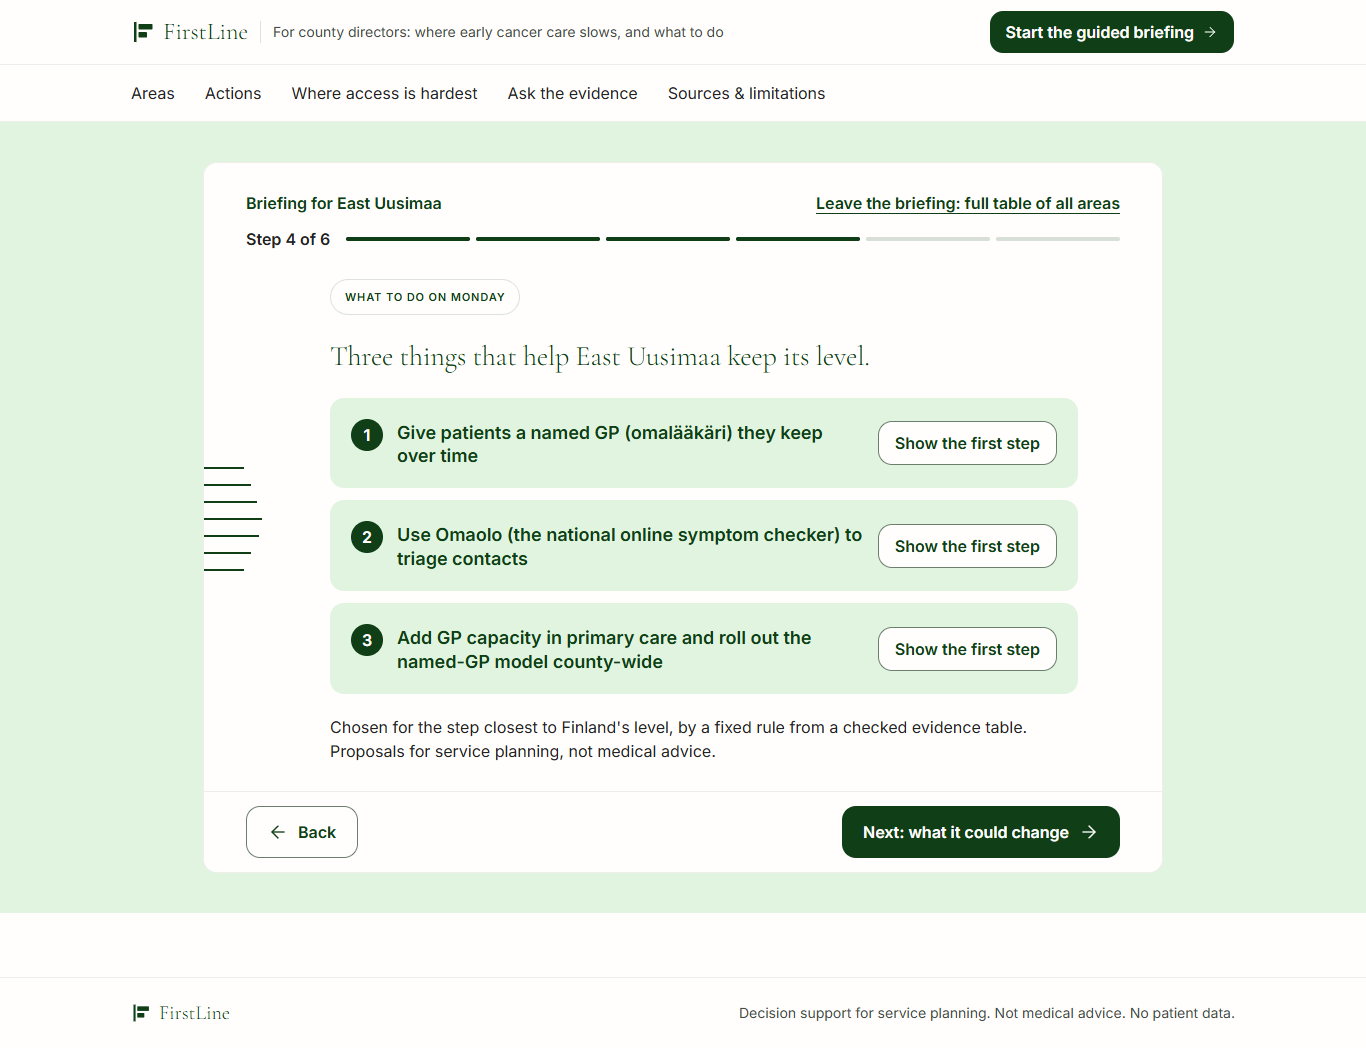 FirstLine
For county directors: where early cancer care slows, and what to do
Start the guided briefing
Areas
Actions
Where access is hardest
Ask the evidence
Sources & limitations
Briefing for East Uusimaa
Leave the briefing: full table of all areas
Step 4 of 6
WHAT TO DO ON MONDAY
Three things that help East Uusimaa keep its level.
1
Give patients a named GP (omalääkäri) they keep
over time
Show the first step
2
Use Omaolo (the national online symptom checker) to
triage contacts
Show the first step
3
Add GP capacity in primary care and roll out the
named-GP model county-wide
Show the first step
Chosen for the step closest to Finland's level, by a fixed rule from a checked evidence table.
Proposals for service planning, not medical advice.
Back
Next: what it could change
FirstLine
Decision support for service planning. Not medical advice. No patient data.